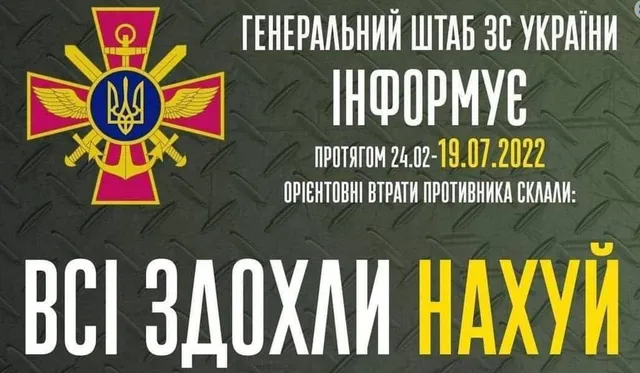 ГЕНЕРАЛЬНИЙ ШТАБ ЗС УКРАЇНИ
ІНФОРМУЄ
ПРОТЯГОМ 24.02-19.07.2022
ОРІЄНТОВНІ ВТРАТИ ПРОТИВНИКА СКЛАЛИ:
ВСІ ЗДОХЛИ НАХУЙ